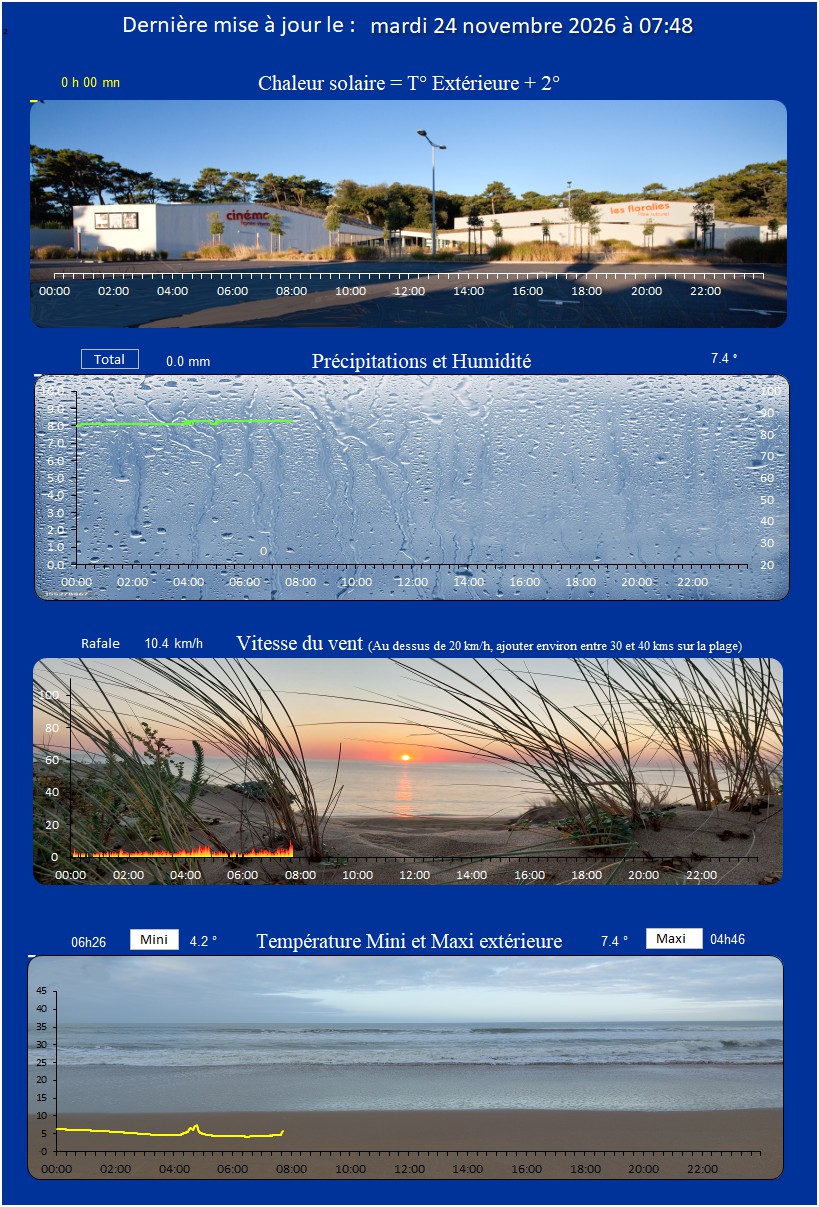 Dernière mise à jour le : mardi 24 novembre 2026 à 07:48
0 h 00 mn
Chaleur solaire = T° Extérieure + 2°
cinéma
les floralies
00:00 02:00 04:00 06:00 08:00 10:00 12:00 14:00 16:00 18:00 20:00 22:00
Total 0.0 mm Précipitations et Humidité 7.4 °
10.0 100
9.0 90
8.0 80
7.0 70
6.0 60
5.0
4.0 50
3.0 40
2.0
1.0 30
0
0.0 20
00:00 02:00 04:00 06:00 08:00 10:00 12:00 14:00 16:00 18:00 20:00 22:00
Rafale 10.4 km/h Vitesse du vent (Au dessus de 20 km/h, ajouter environ entre 30 et 40 kms sur la plage)
100
80
60
40
20
0
00:00 02:00 04:00 06:00 08:00 10:00 12:00 14:00 16:00 18:00 20:00 22:00
06h26 Mini 4.2 ° Température Mini et Maxi extérieure 7.4 ° Maxi 04h46
45
40
35
30
25
20
15
10
5
0
00:00 02:00 04:00 06:00 08:00 10:00 12:00 14:00 16:00 18:00 20:00 22:00